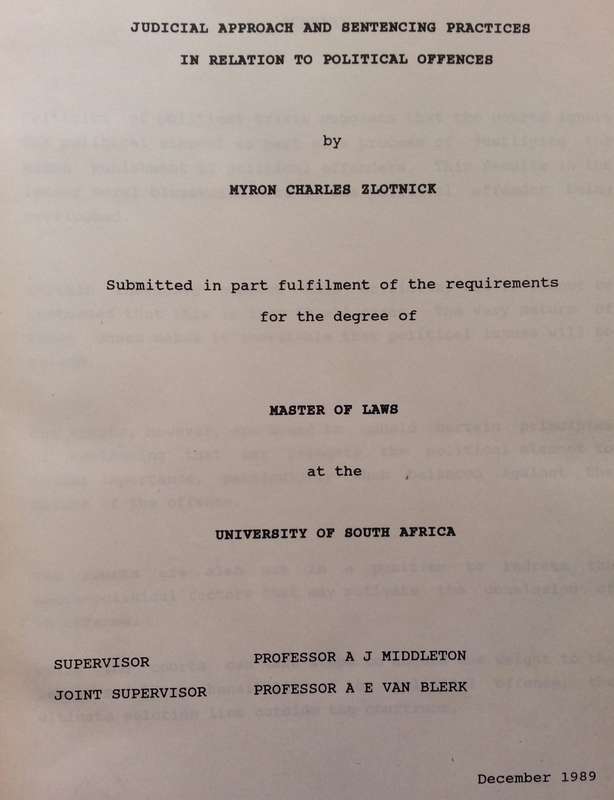 JUDICIAL APPROACH AND SENTENCING PRACTICES
IN RELATION TO POLITICAL OFFENCES
by
MYRON CHARLES ZLOTNICK
Submitted in part fulfilment of the requirements
for the degree of
MASTER OF LAWS
at the
UNIVERSITY OF SOUTH AFRICA
SUPERVISOR PROFESSOR A J MIDDLETON
JOINT SUPERVISOR PROFESSOR A E VAN BLERK
December 1989